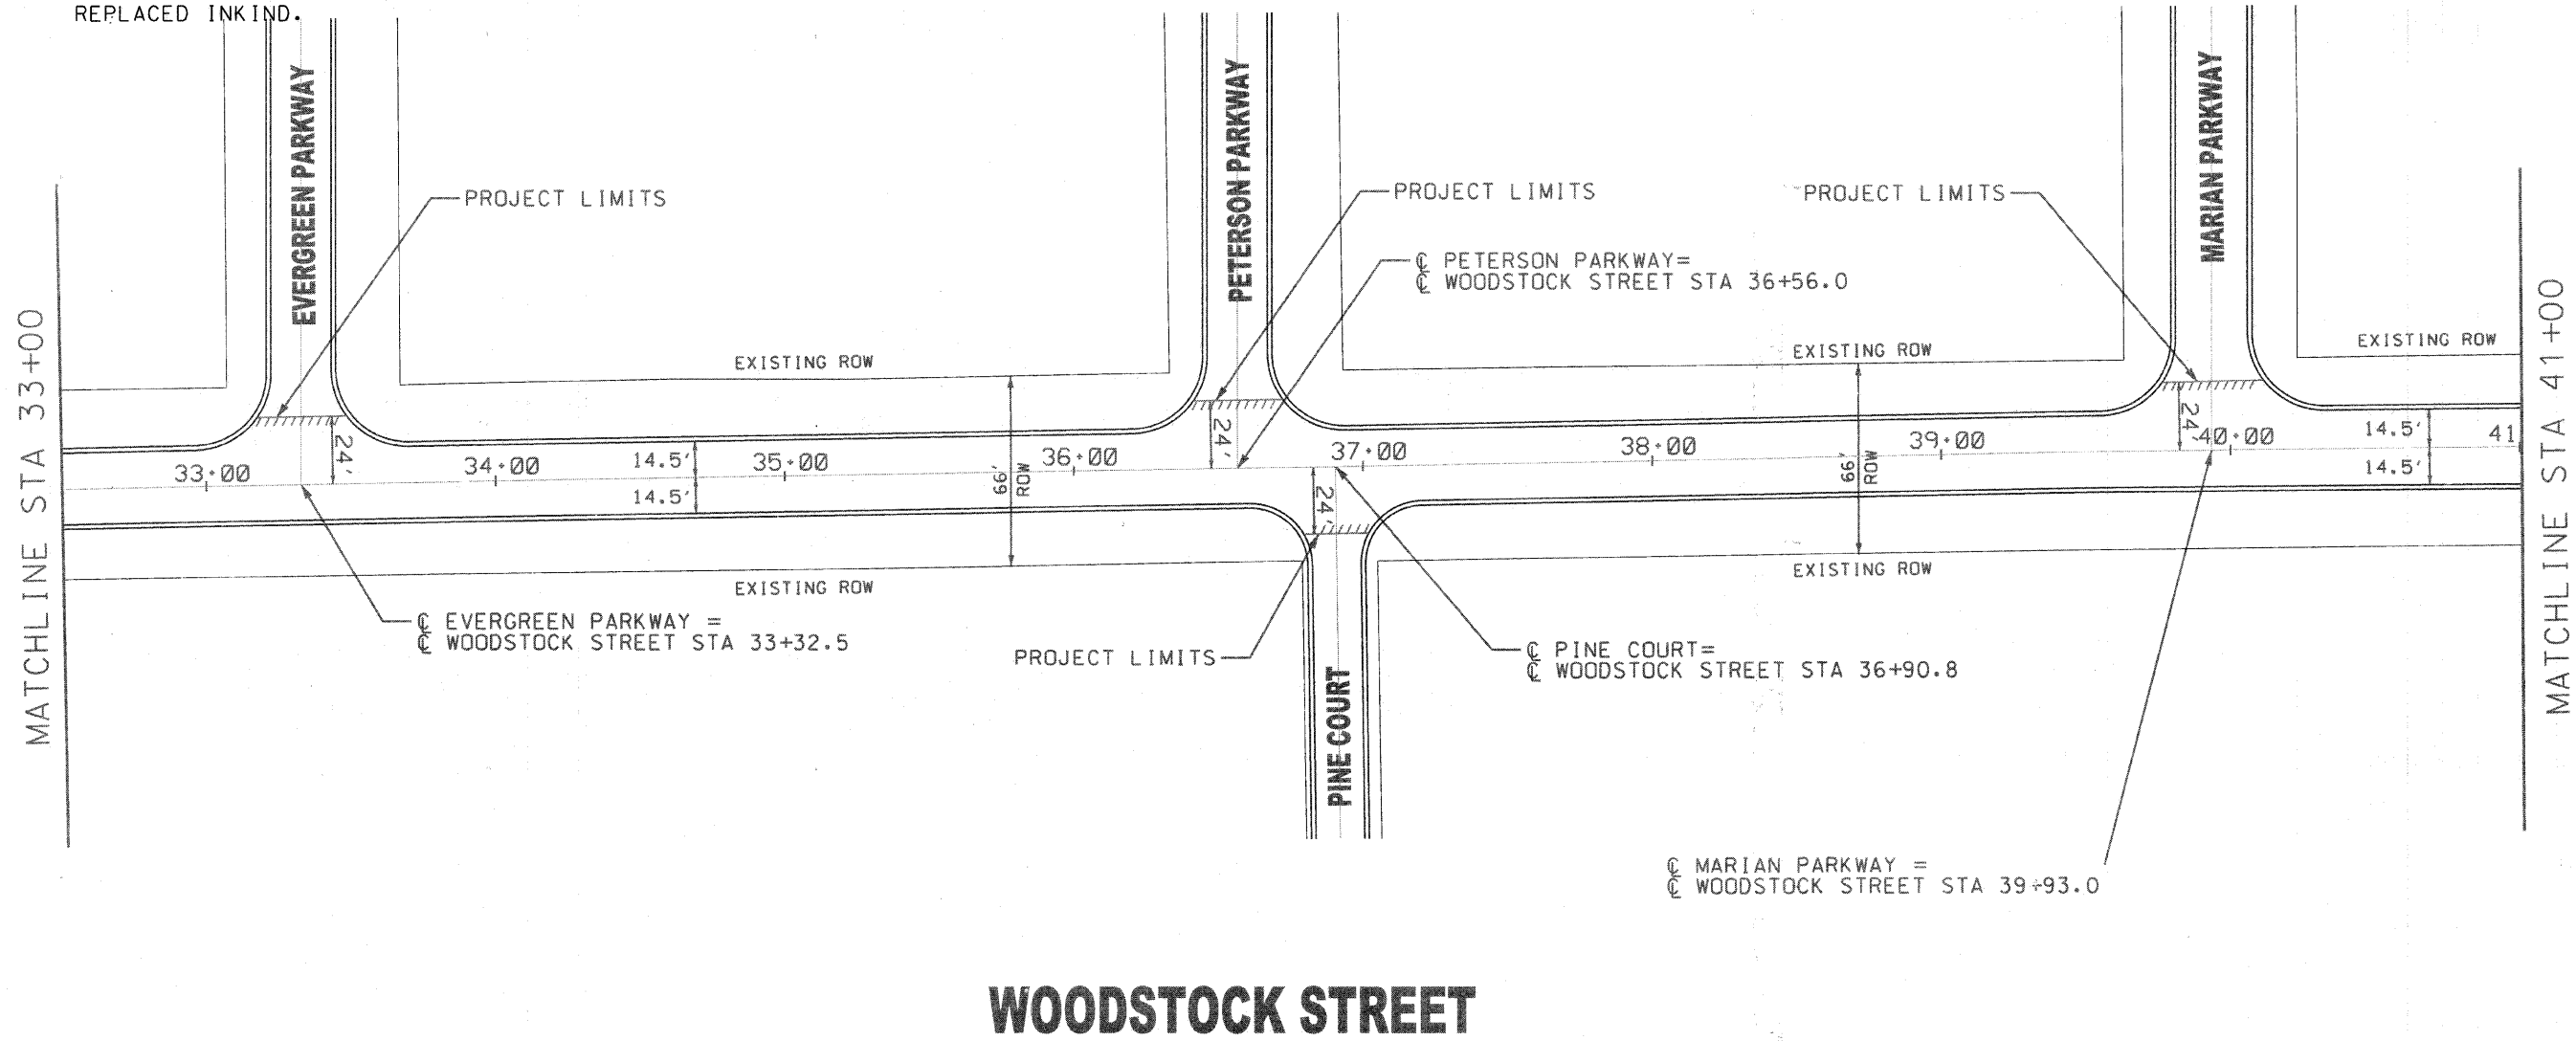 REPLACED INKIND.
EVERGREEN PARKWAY
PETERSON PARKWAY
MARIAN PARKWAY
PROJECT LIMITS
PROJECT LIMITS
PROJECT LIMITS
℄ PETERSON PARKWAY=
℄ WOODSTOCK STREET STA 36+56.0
MATCHLINE STA 33+00
MATCHLINE STA 41+00
EXISTING ROW
EXISTING ROW
EXISTING ROW
24'
24'
24'
24'
33+00
34+00
14.5'
14.5'
35+00
66'
ROW
36+00
37+00
38+00
66'
ROW
39+00
40+00
14.5'
14.5'
41
EXISTING ROW
EXISTING ROW
℄ EVERGREEN PARKWAY =
℄ WOODSTOCK STREET STA 33+32.5
PROJECT LIMITS
℄ PINE COURT=
℄ WOODSTOCK STREET STA 36+90.8
PINE COURT
℄ MARIAN PARKWAY =
℄ WOODSTOCK STREET STA 39+93.0
WOODSTOCK STREET